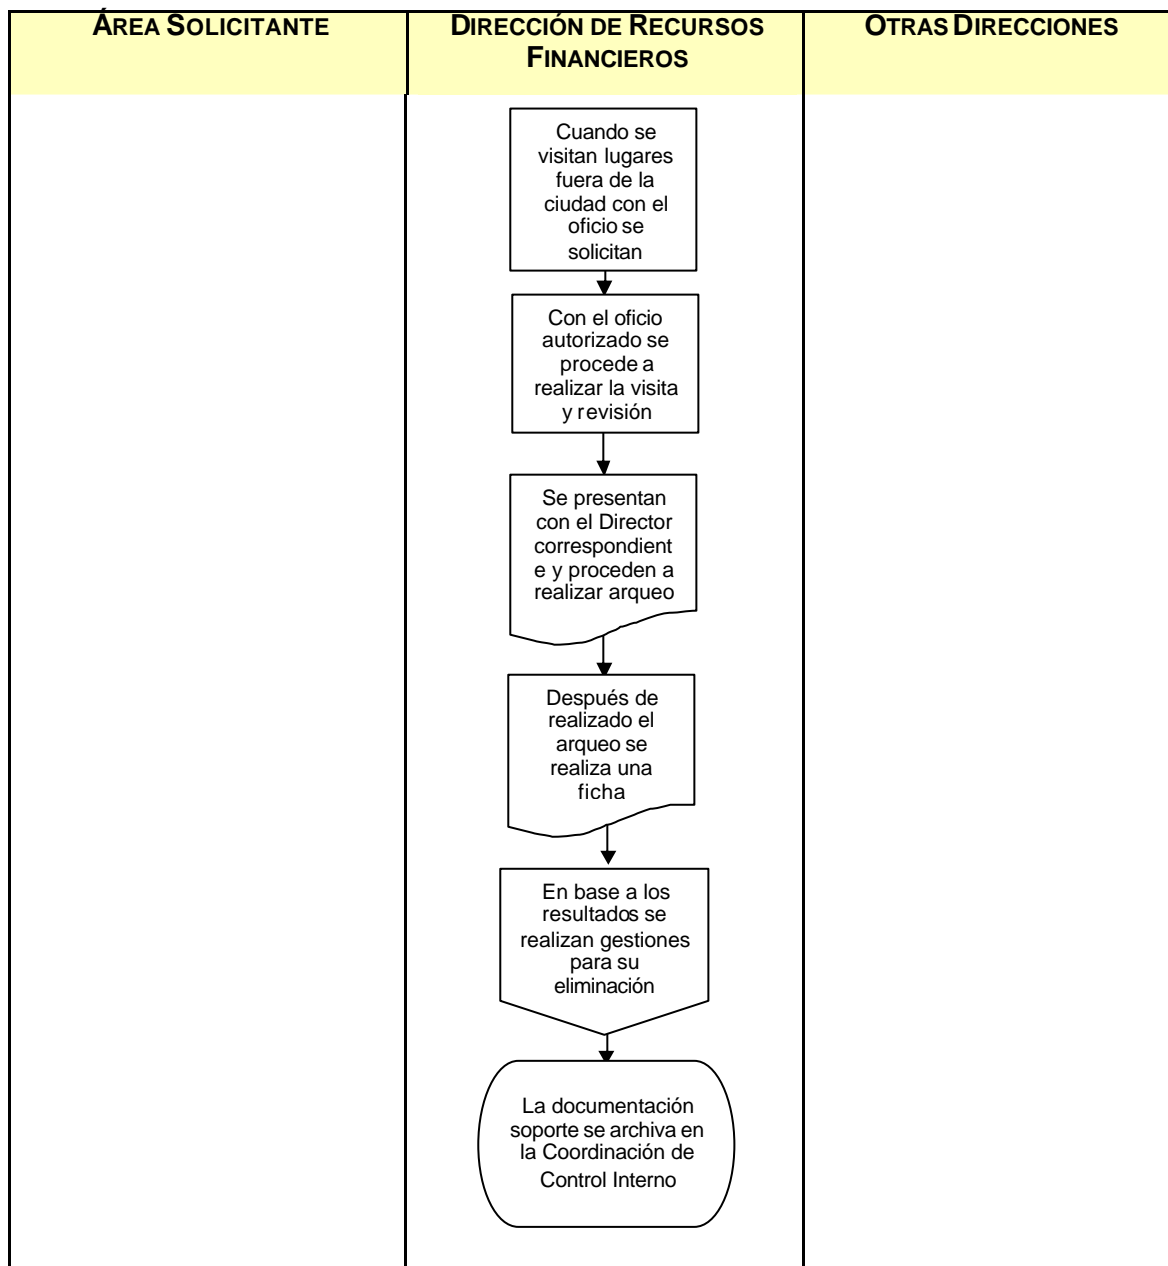 ÁREA SOLICITANTE
DIRECCIÓN DE RECURSOS
FINANCIEROS
OTRAS DIRECCIONES
Cuando se
visitan lugares
fuera de la
ciudad con el
oficio se
solicitan
Con el oficio
autorizado se
procede a
realizar la visita
y revisión
Se presentan
con el Director
correspondient
e y proceden a
realizar arqueo
Después de
realizado el
arqueo se
realiza una
ficha
En base a los
resultados se
realizan gestiones
para su
eliminación
La documentación
soporte se archiva en
la Coordinación de
Control Interno